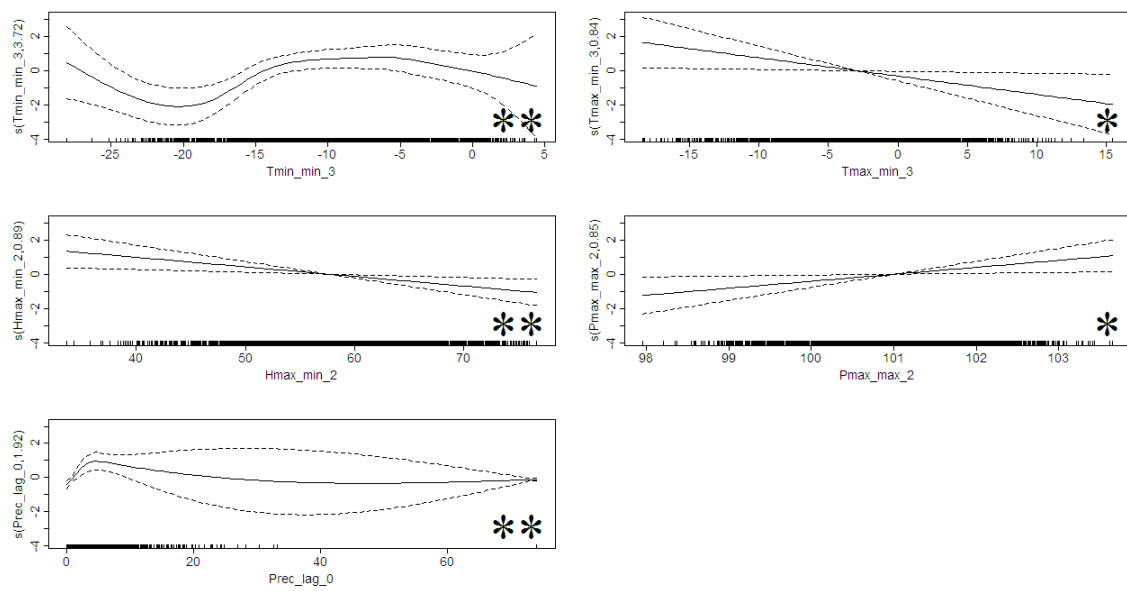 s(Tmin_min_3,3.72)
2
0
-2
-4
-25 -20 -15 -10 -5 0 5
Tmin_min_3
**
s(Tmax_min_3,0.84)
2
0
-2
-4
-15 -10 -5 0 5 10 15
Tmax_min_3
*
s(Hmax_min_2,0.89)
2
0
-2
-4
40 50 60 70
Hmax_min_2
**
s(Pmax_max_2,0.85)
2
0
-2
-4
98 99 100 101 102 103
Pmax_max_2
*
s(Prec_lag_0,1.92)
2
0
-2
-4
0 20 40 60
Prec_lag_0
**